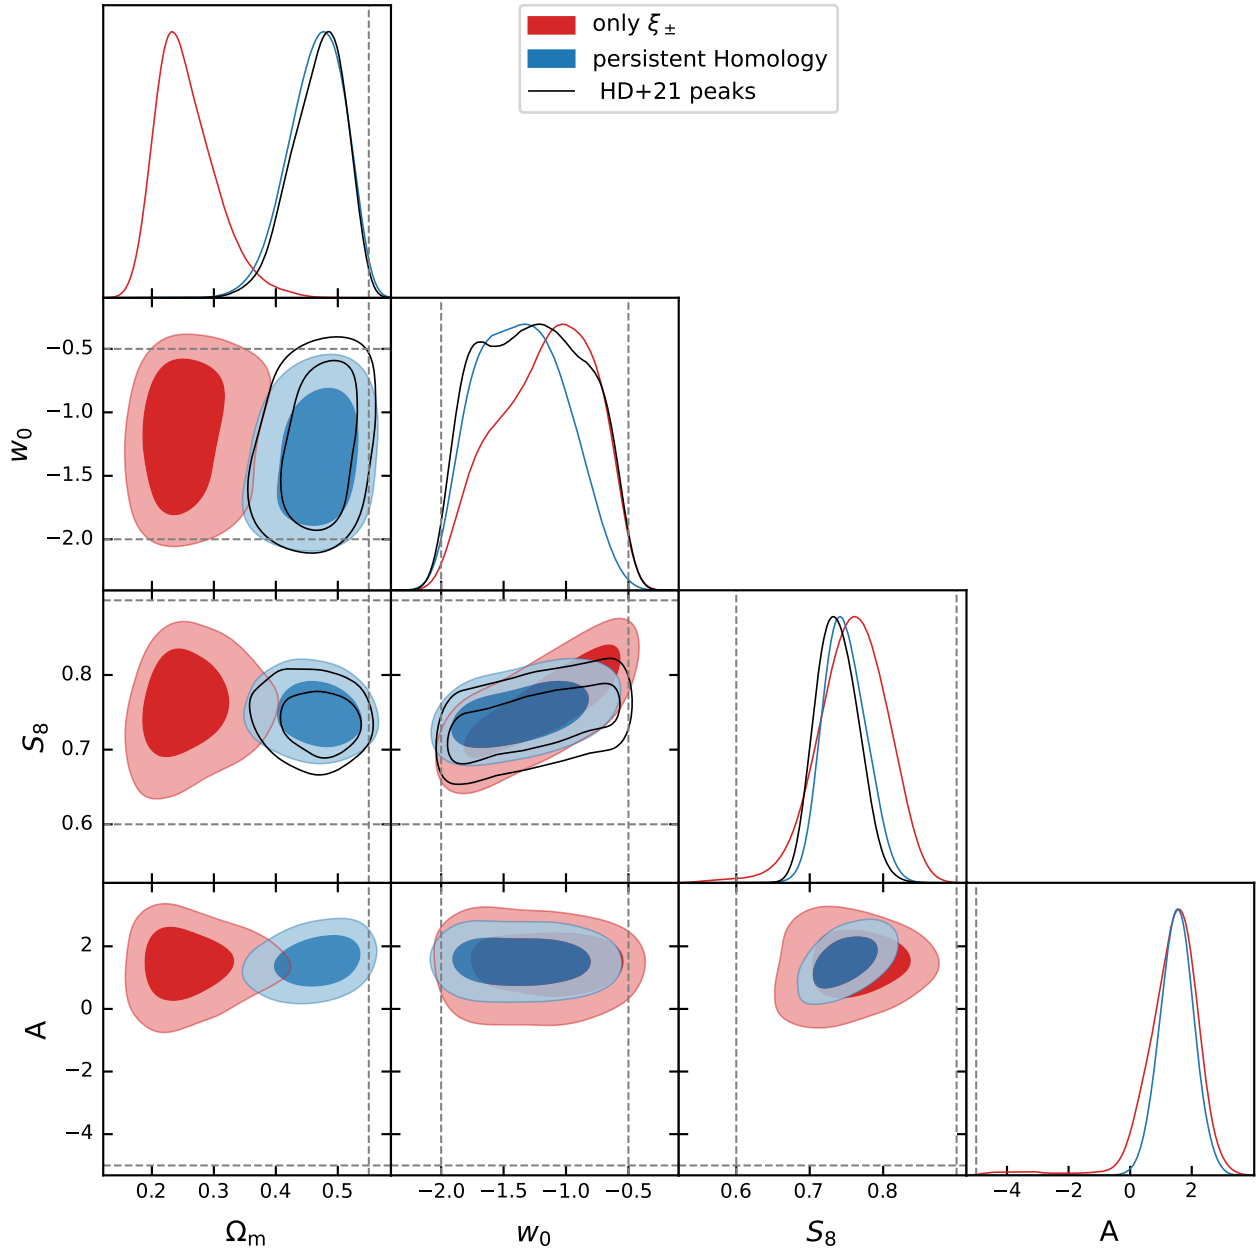 only ξ±
persistent Homology
HD+21 peaks
−0.5
−1.0
−1.5
−2.0
w₀
0.8
0.7
0.6
S₈
2
0
−2
−4
A
0.2 0.3 0.4 0.5
−2.0 −1.5 −1.0 −0.5
0.6 0.7 0.8
−4 −2 0 2
Ωₘ w₀ S₈ A